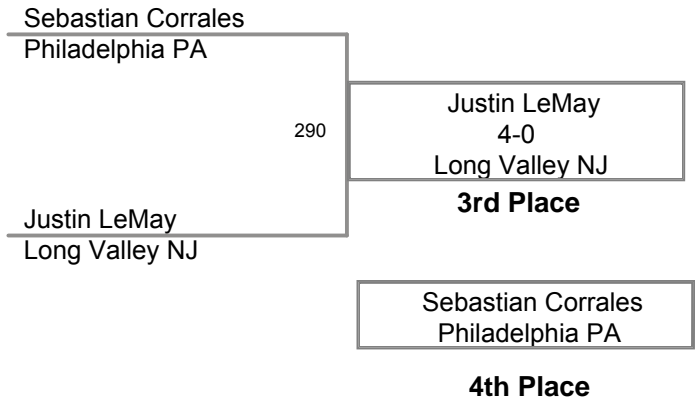 Sebastian Corrales
Philadelphia PA
290
Justin LeMay
4-0
Long Valley NJ
3rd Place
Justin LeMay
Long Valley NJ
Sebastian Corrales
Philadelphia PA
4th Place